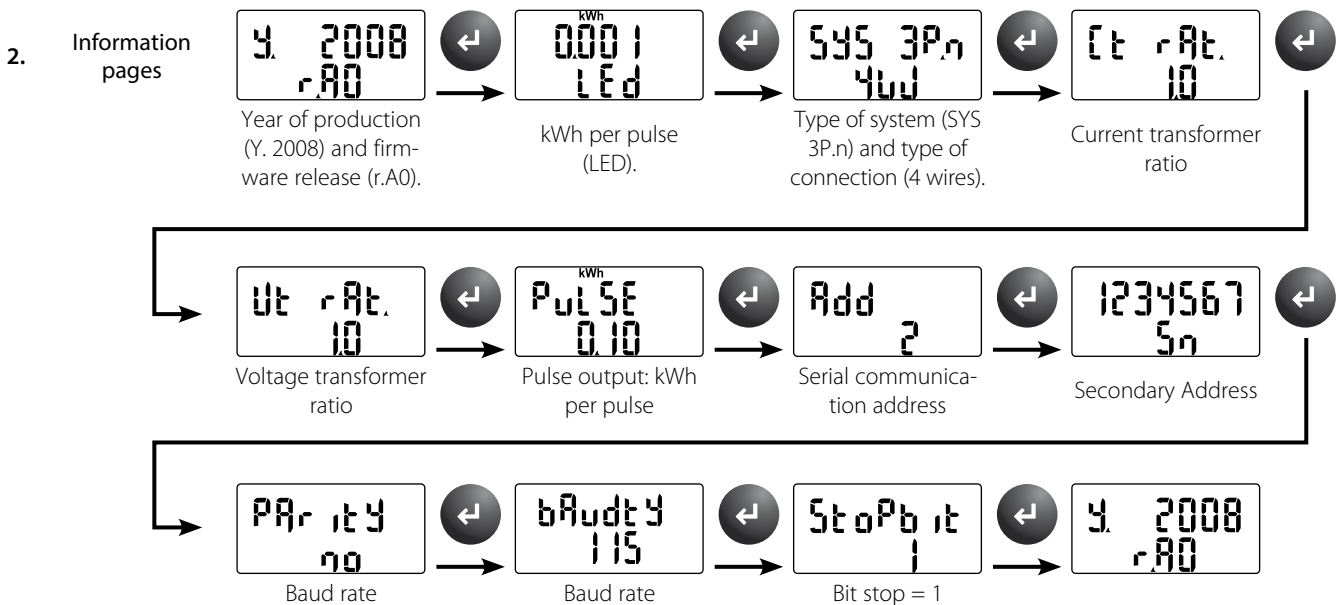 2. Information
pages
Y. 2008
r.A0
kWh
0.001
LEd
SYS 3P.n
4w
Ct rAt.
1.0
Year of production
(Y. 2008) and firm-
ware release (r.A0).
kWh per pulse
(LED).
Type of system (SYS
3P.n) and type of
connection (4 wires).
Current transformer
ratio
Ut rAt.
1.0
kWh
PuLSE
0.10
Add
2
1234567
Sn
Voltage transformer
ratio
Pulse output: kWh
per pulse
Serial communica-
tion address
Secondary Address
PAritY
no
bAudtY
115
StoPbit
1
Y. 2008
r.A0
Baud rate
Baud rate
Bit stop = 1